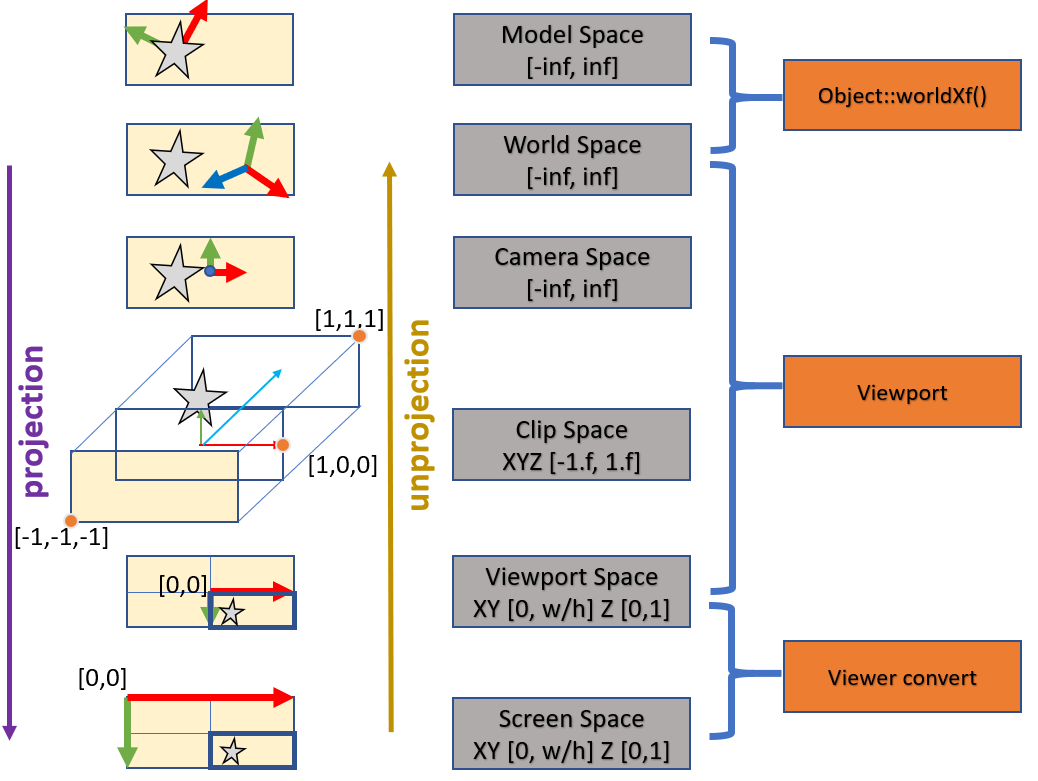 Model Space
[-inf, inf]
Object::worldXf()
World Space
[-inf, inf]
Camera Space
[-inf, inf]
[1,1,1]
projection
unprojection
Viewport
Clip Space
XYZ [-1.f, 1.f]
[1,0,0]
[-1,-1,-1]
Viewport Space
XY [0, w/h] Z [0,1]
[0,0]
Viewer convert
[0,0]
Screen Space
XY [0, w/h] Z [0,1]